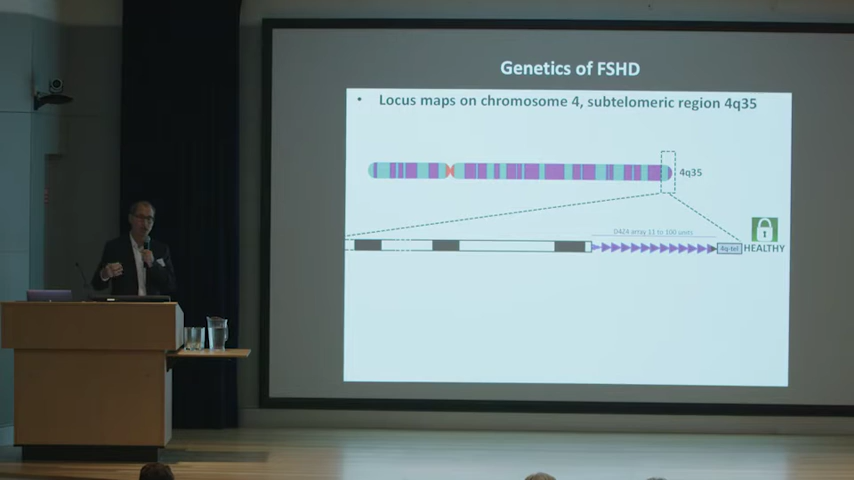 Genetics of FSHD
• Locus maps on chromosome 4, subtelomeric region 4q35
4q35
D4Z4 array 11 to 100 units
4q-tel
HEALTHY